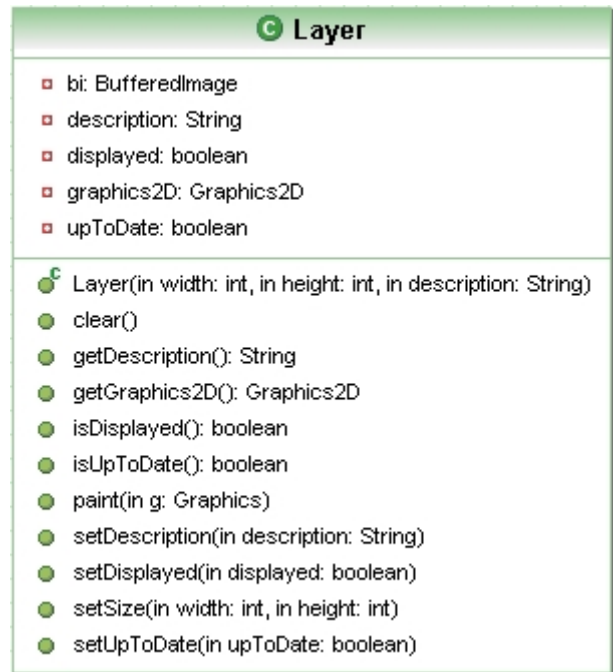 C Layer
bi: BufferedImage
description: String
displayed: boolean
graphics2D: Graphics2D
upToDate: boolean
C Layer(in width: int, in height: int, in description: String)
clear()
getDescription(): String
getGraphics2D(): Graphics2D
isDisplayed(): boolean
isUpToDate(): boolean
paint(in g: Graphics)
setDescription(in description: String)
setDisplayed(in displayed: boolean)
setSize(in width: int, in height: int)
setUpToDate(in upToDate: boolean)